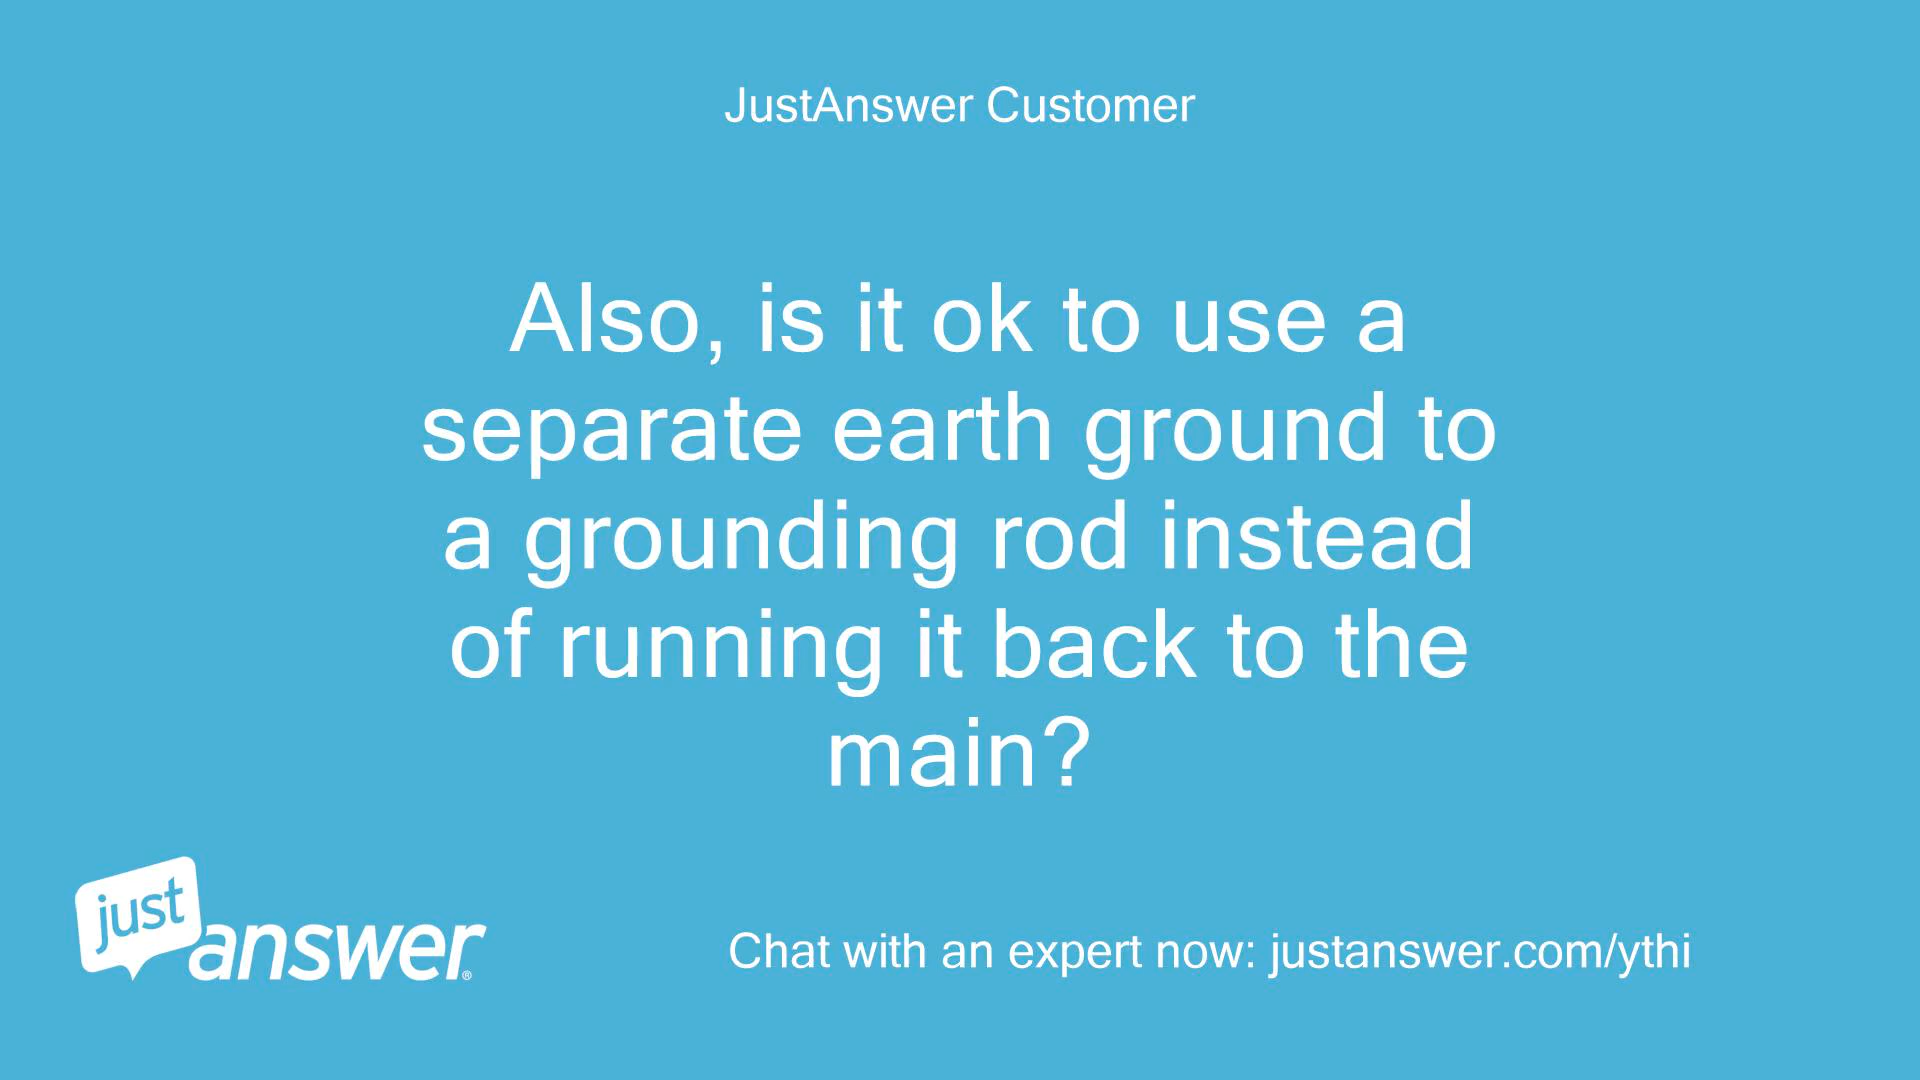 JustAnswer Customer
Also, is it ok to use a
separate earth ground to
a grounding rod instead
of running it back to the
main?
just
answer®
Chat with an expert now: justanswer.com/ythi